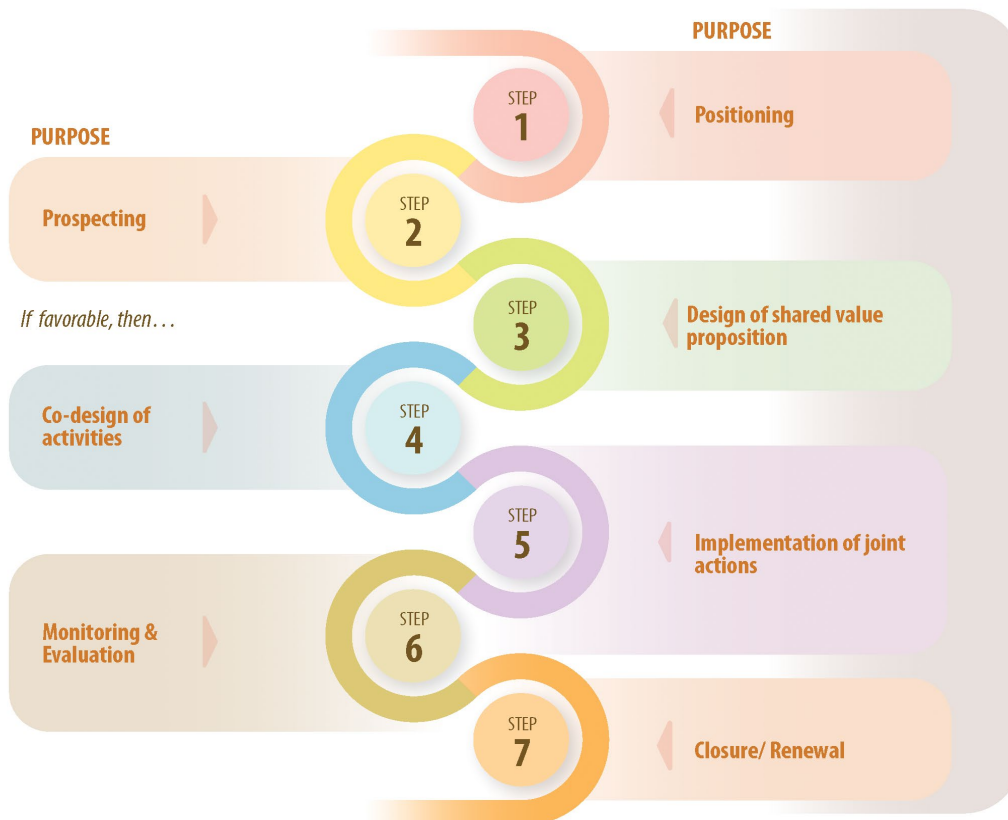 PURPOSE
STEP
1
Positioning
PURPOSE
Prospecting
STEP
2
If favorable, then...
STEP
3
Design of shared value
proposition
Co-design of
activities
STEP
4
STEP
5
Implementation of joint
actions
Monitoring &
Evaluation
STEP
6
STEP
7
Closure/ Renewal